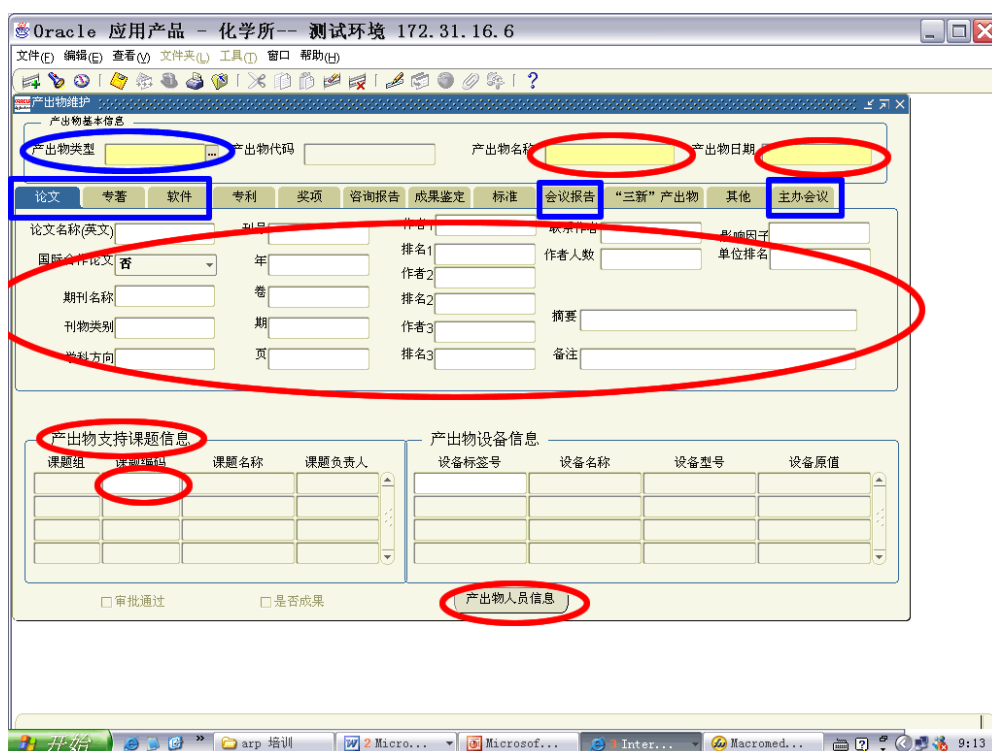 Oracle 应用产品 - 化学所-- 测试环境 172.31.16.6
文件(F) 编辑(E) 查看(V) 文件夹(L) 工具(T) 窗口 帮助(H)
产出物维护
产出物基本信息
产出物类型 产出物代码 产出物名称 产出物日期
论文 专著 软件 专利 奖项 咨询报告 成果鉴定 标准 会议报告 “三新”产出物 其他 主办会议
论文名称(英文) 刊号 作者1 联系作者 影响因子
国际合作论文 否 年 排名1 作者人数 单位排名
期刊名称 卷 作者2
排名2
刊物类别 期 作者3 摘要
学科方向 页 排名3 备注
产出物支持课题信息 产出物设备信息
课题组 课题编码 课题名称 课题负责人 设备标签号 设备名称 设备型号 设备原值
审批通过 是否成果 产出物人员信息
开始 arp 培训 2 Micro... Microsof... 3 Inter... Macromed... 9:13